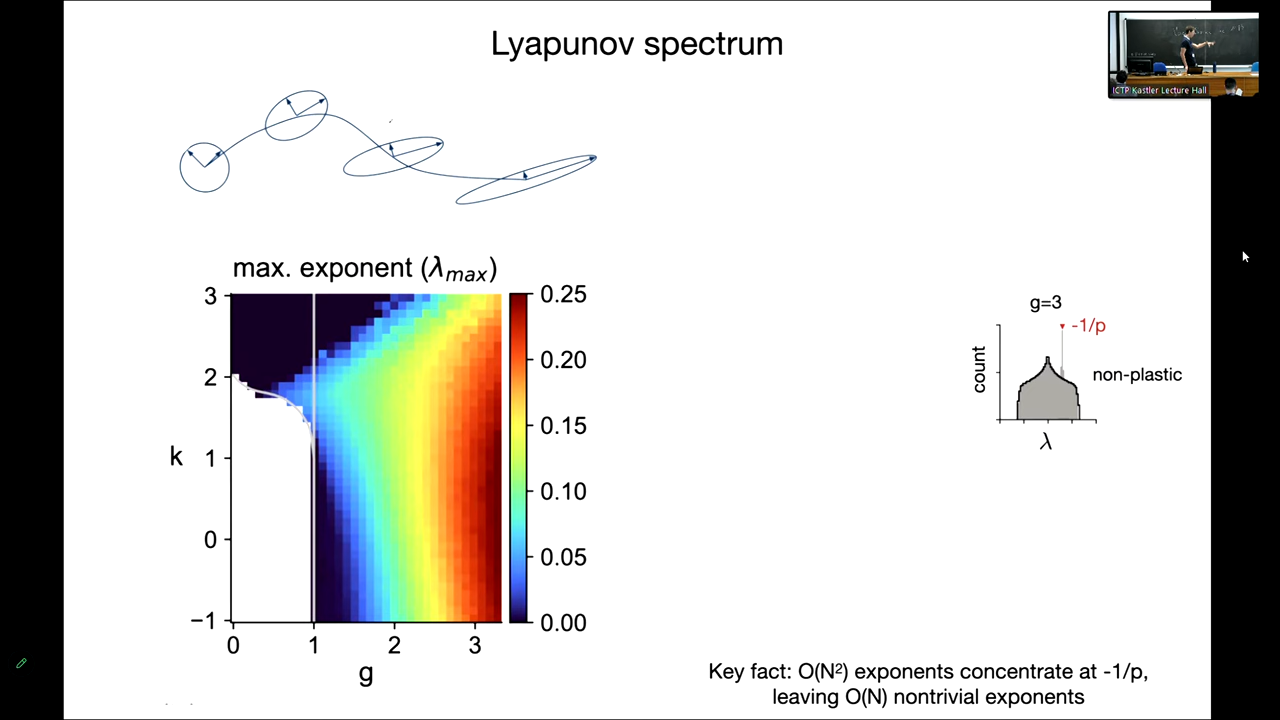 Lyapunov spectrum
ICTP Kastler Lecture Hall
max. exponent (λmax)
3
2
1
0
−1
k
0 1 2 3
g
0.25
0.20
0.15
0.10
0.05
0.00
g=3
-1/p
count
non-plastic
λ
Key fact: O(N²) exponents concentrate at -1/p,
leaving O(N) nontrivial exponents